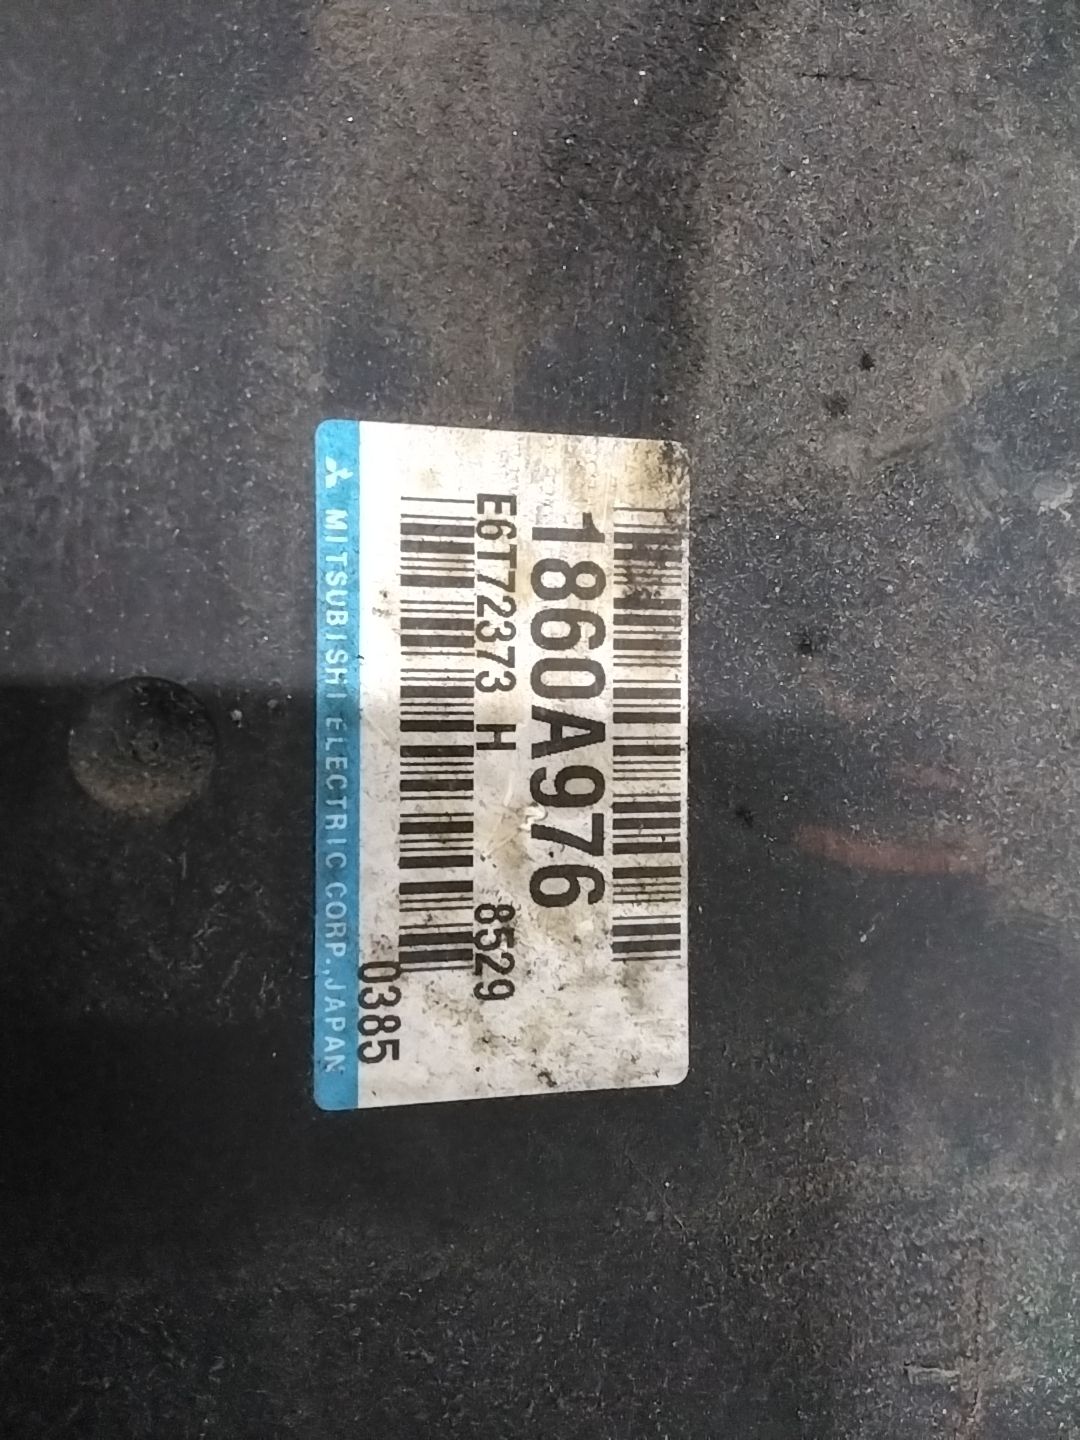 1860A976
E6T72373 H 8529
0385
MITSUBISHI ELECTRIC CORP., JAPAN